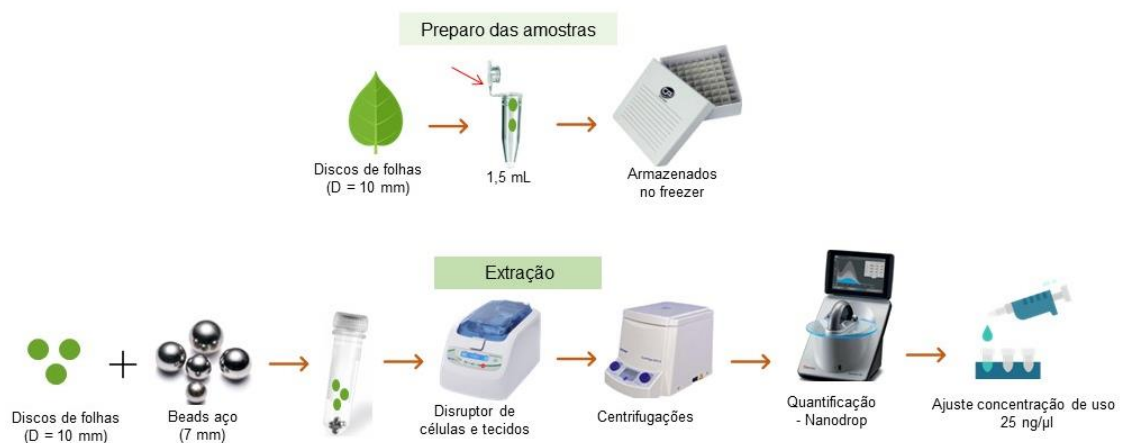 Preparo das amostras
Discos de folhas
(D = 10 mm)
1,5 mL
Armazenados
no freezer
Extração
Discos de folhas
(D = 10 mm)
Beads aço
(7 mm)
Disruptor de
células e tecidos
Centrifugações
Quantificação
- Nanodrop
Ajuste concentração de uso
25 ng/µl